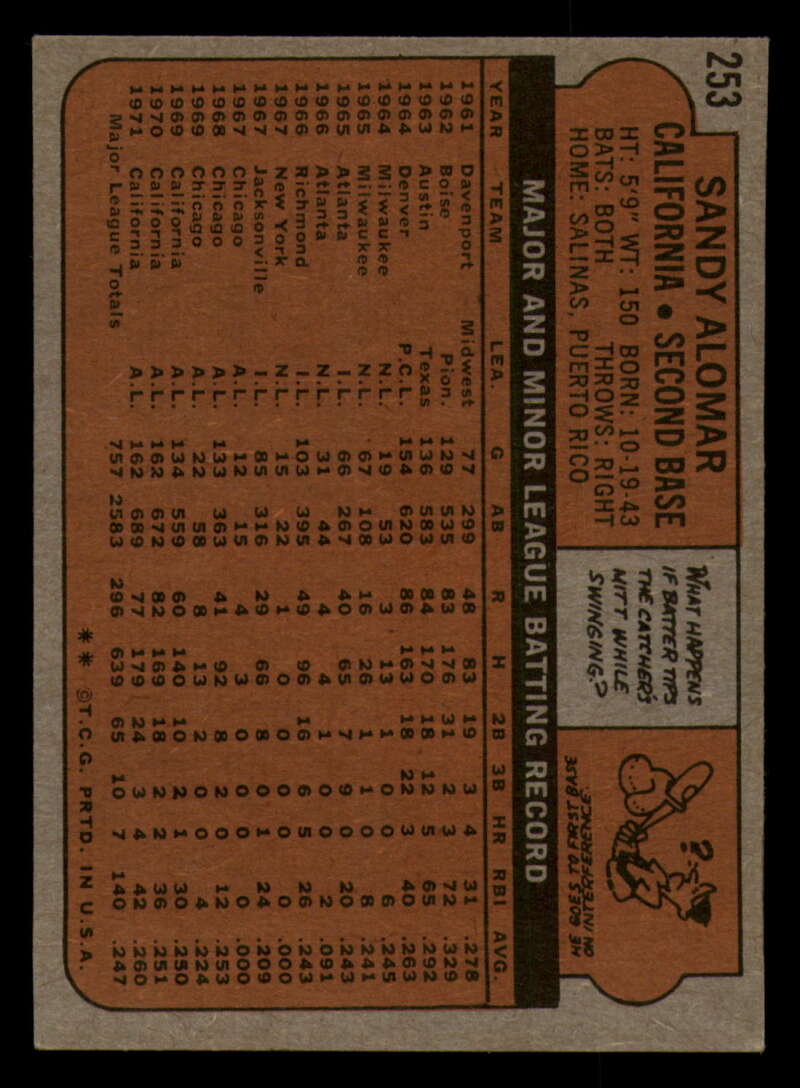 253
SANDY ALOMAR
CALIFORNIA • SECOND BASE
HT: 5'9" WT: 150 BORN: 10-19-43
BATS: BOTH THROWS: RIGHT
HOME: SALINAS, PUERTO RICO
WHAT HAPPENS
IF BATTER TIPS
THE CATCHER'S
MITT WHILE
SWINGING?
?
HE GOES TO FIRST BASE
ON INTERFERENCE.
MAJOR AND MINOR LEAGUE BATTING RECORD
YEAR TEAM LEA. G AB R H 2B 3B HR RBI AVG.
1961 Davenport Midwest 77 299 48 83 19 3 4 31 .278
1962 Boise Pion. 129 535 83 176 31 2 3 72 .329
1963 Austin Texas 136 583 84 170 18 12 5 65 .292
1964 Denver P.C.L. 154 620 86 163 18 22 3 40 .263
1964 Milwaukee N.L. 19 53 3 13 1 0 0 6 .245
1965 Milwaukee N.L. 67 108 16 26 1 1 0 8 .241
1965 Atlanta I.L. 66 267 40 65 7 9 0 20 .243
1966 Atlanta N.L. 31 44 4 4 1 0 0 2 .091
1966 Richmond I.L. 103 395 49 96 16 6 5 26 .243
1967 New York N.L. 15 22 1 0 0 0 0 0 .000
1967 Jacksonville I.L. 85 316 29 66 8 0 1 24 .209
1967 Chicago A.L. 12 15 4 3 0 0 0 0 .000
1968 Chicago A.L. 133 363 41 92 8 2 0 12 .253
1969 Chicago A.L. 22 58 8 13 2 0 0 4 .224
1969 California A.L. 134 559 60 140 10 2 1 30 .250
1970 California A.L. 162 672 82 169 18 2 2 36 .251
1971 California A.L. 162 689 77 179 24 3 4 42 .260
Major League Totals 757 2583 296 639 65 10 7 140 .247
** ©T.C.G. PRTD. IN U.S.A.